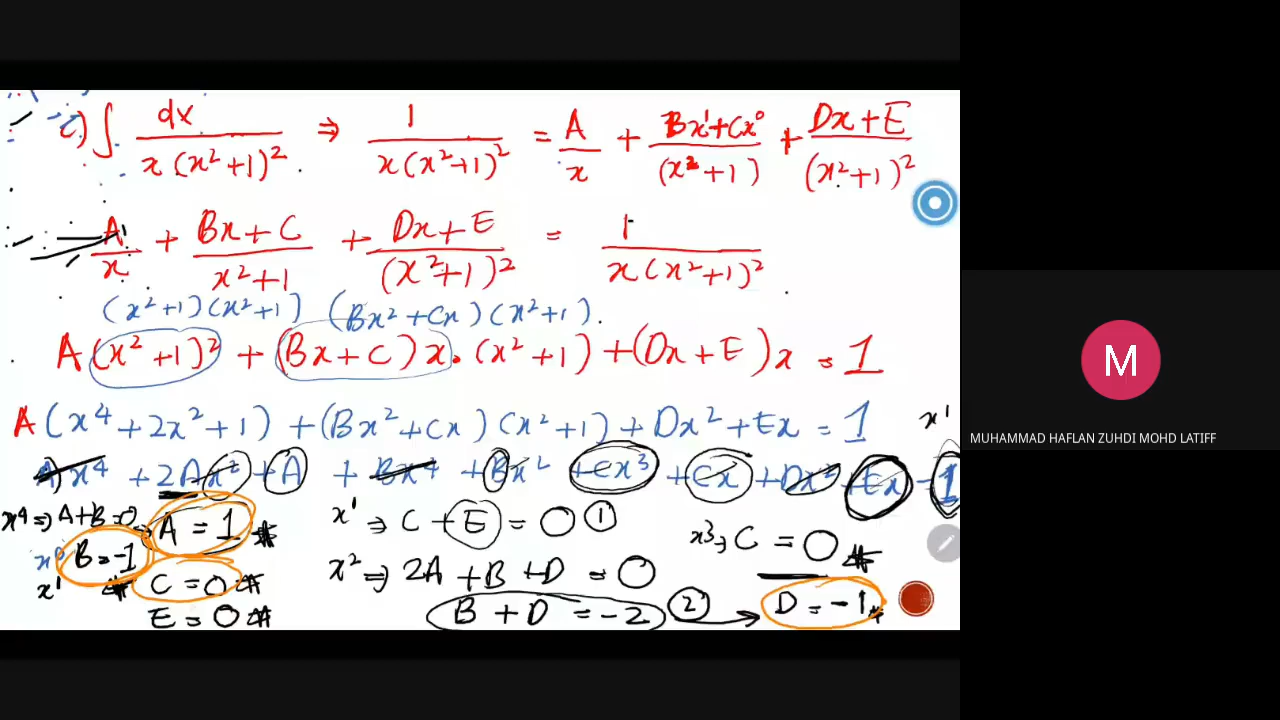 c) ∫ dx / x(x²+1)² ⇒ 1 / x(x²+1)² = A/x + Bx¹+Cx⁰ / (x²+1) + Dx+E / (x²+1)²
A/x + Bx+C / x²+1 + Dx+E / (x²+1)² = 1 / x(x²+1)²
(x²+1)(x²+1) (Bx²+Cx)(x²+1).
A(x²+1)² + (Bx+C)x.(x²+1) + (Dx+E)x = 1
A(x⁴+2x²+1) + (Bx²+Cx)(x²+1) + Dx²+Ex = 1 x¹
Ax⁴ + 2Ax² + A + Bx⁴ + Bx² + Cx³ + Cx + Dx² + Ex = 1
x⁴ ⇒ A+B=0 A = 1 x¹ ⇒ C + E = 0 ① x³ → C = 0
x⁰ B = -1
x¹ C = 0 x² ⇒ 2A + B + D = 0
E = 0 B + D = -2 ② → D = -1
M
MUHAMMAD HAFLAN ZUHDI MOHD LATIFF